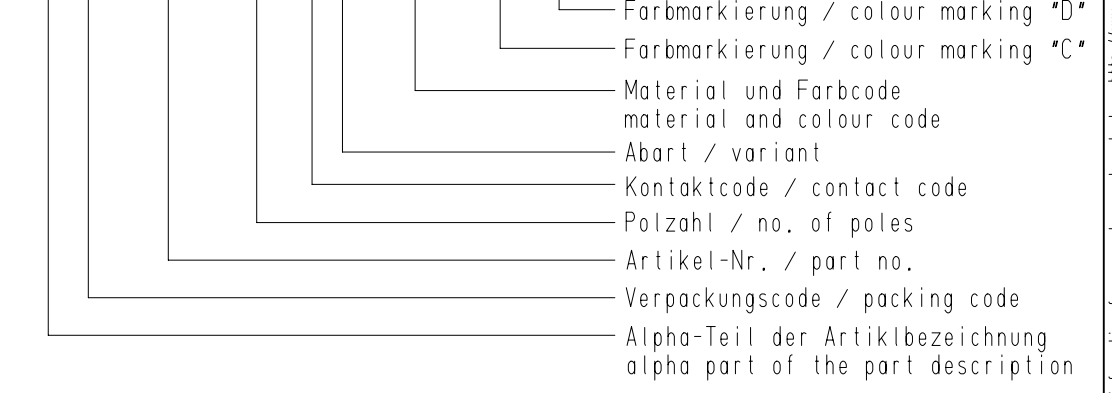 Farbmarkierung / colour marking "D"
Farbmarkierung / colour marking "C"
Material und Farbcode
material and colour code
Abart / variant
Kontaktcode / contact code
Polzahl / no. of poles
Artikel-Nr. / part no.
Verpackungscode / packing code
Alpha-Teil der Artiklbezeichnung
alpha part of the part description